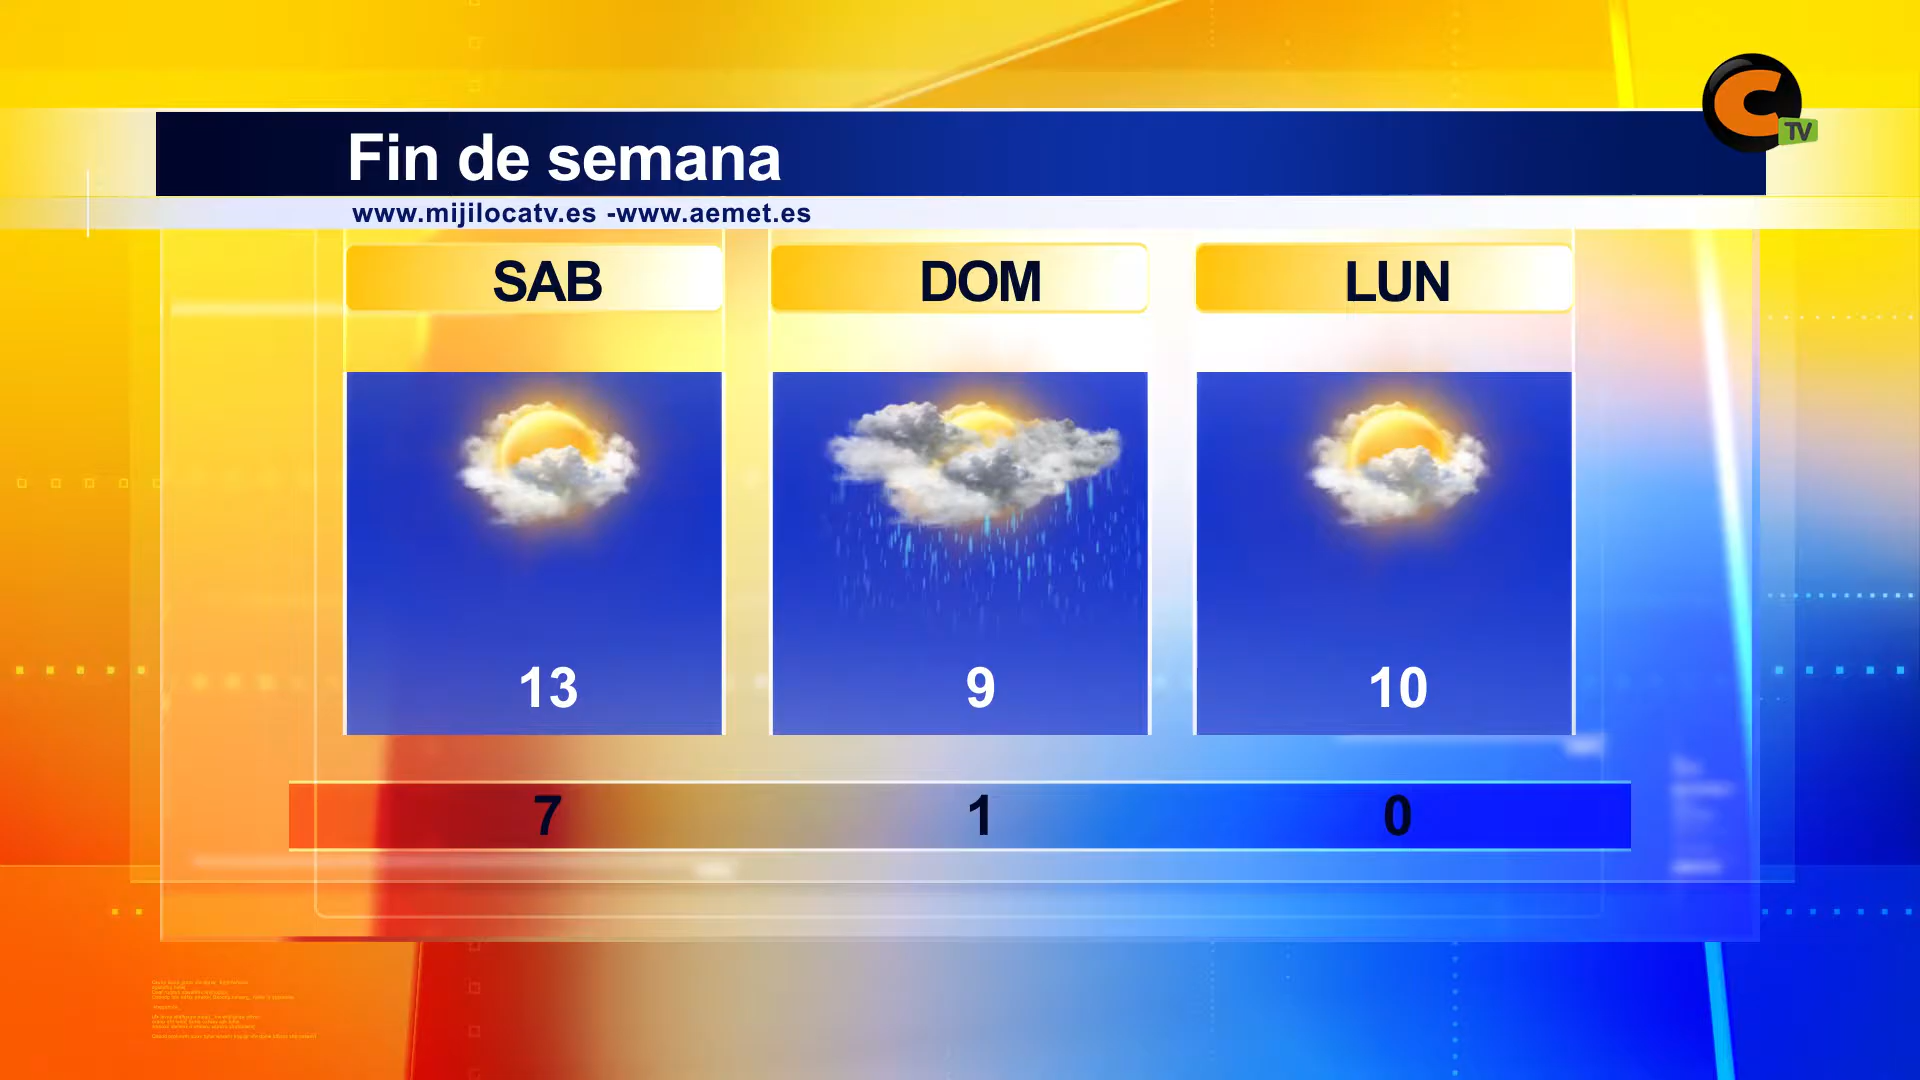 C TV
Fin de semana
www.mijilocatv.es -www.aemet.es
SAB DOM LUN
13 9 10
7 1 0